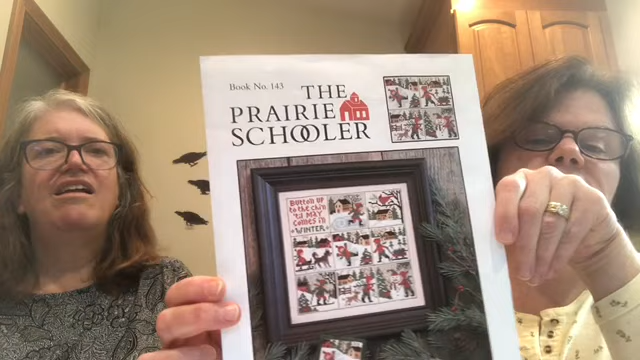 Book No. 143
THE
PRAIRIE
SCHOOLER
BUTTON UP
TO THE CHIN
'TIL MAY
COMES IN
WINTER